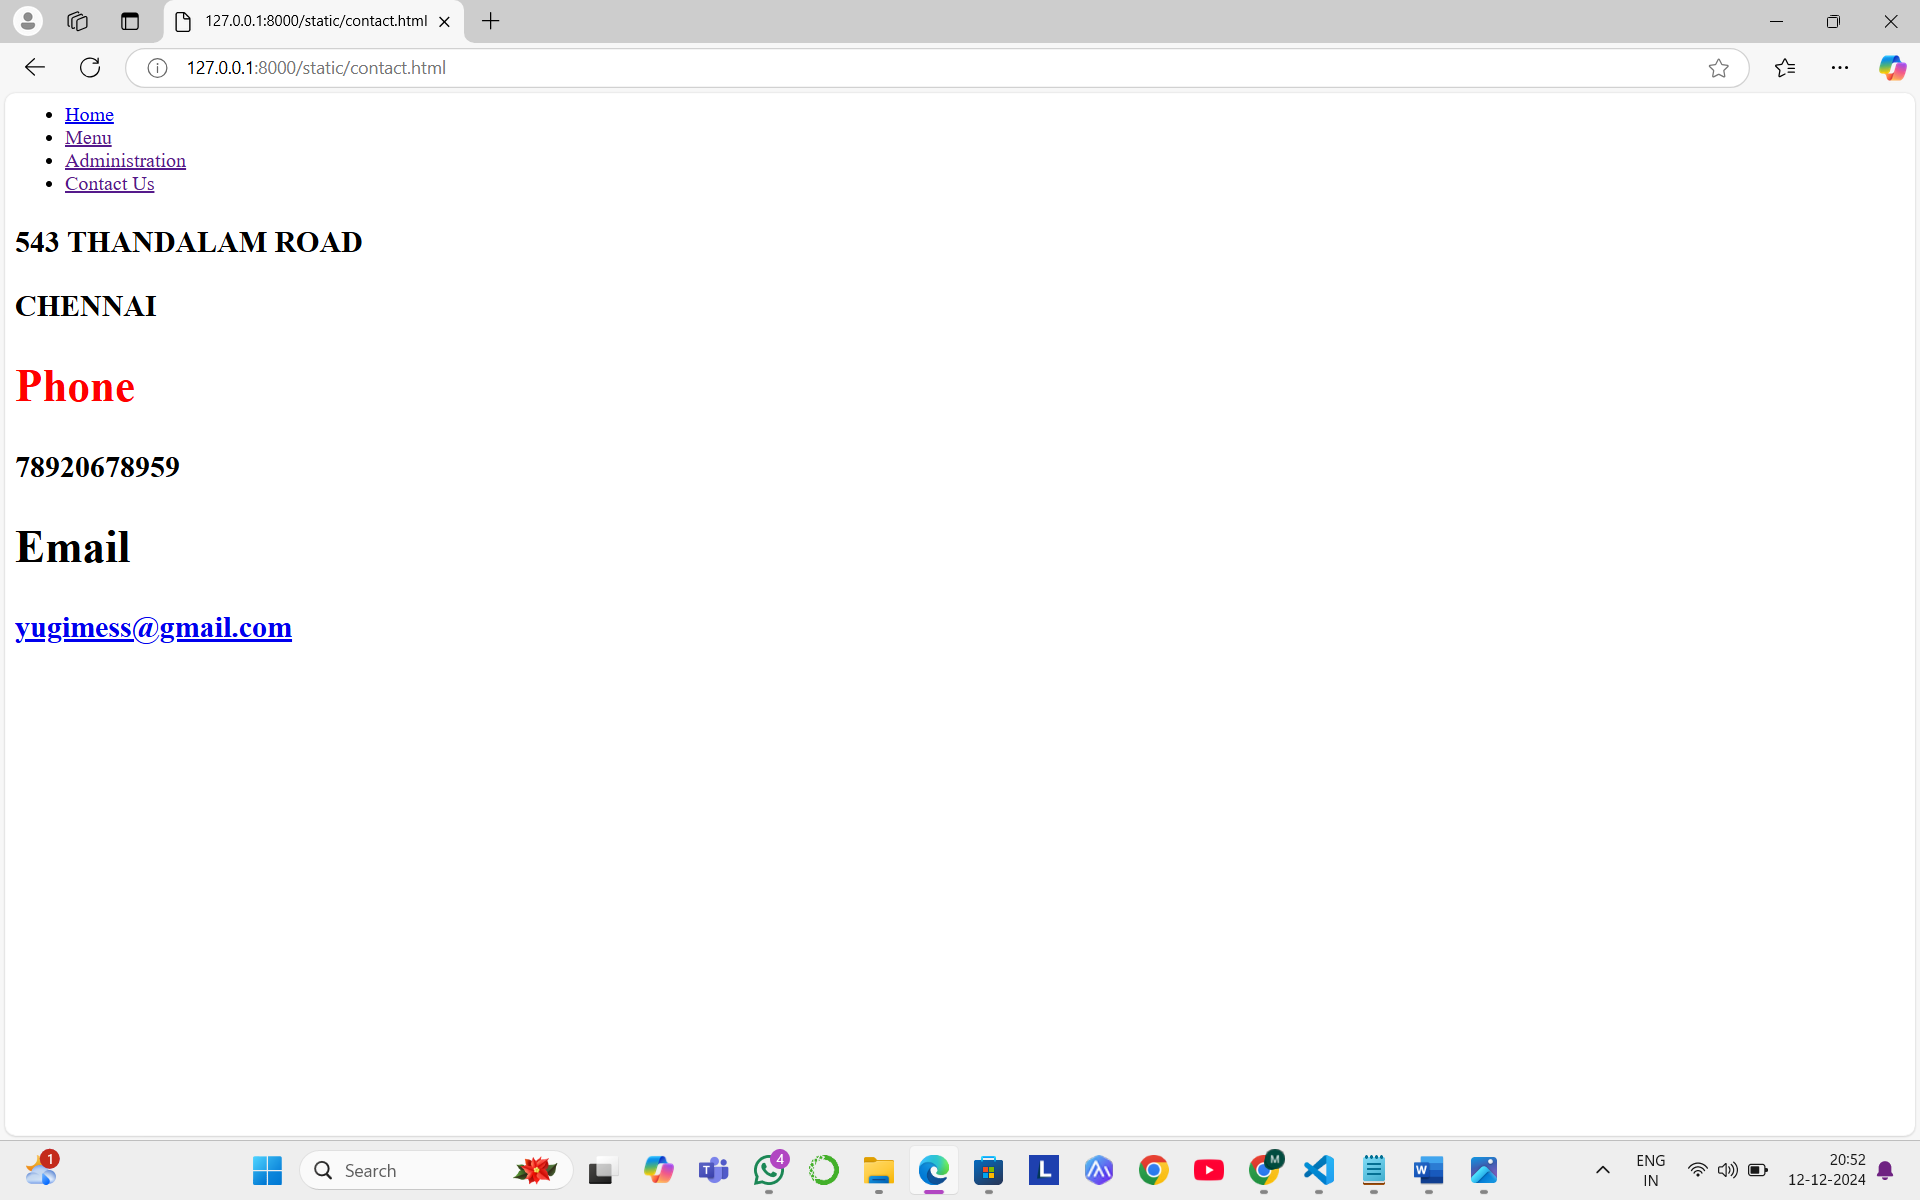 127.0.0.1:8000/static/contact.html
127.0.0.1:8000/static/contact.html
Home
Menu
Administration
Contact Us
543 THANDALAM ROAD
CHENNAI
Phone
78920678959
Email
yugimess@gmail.com
1
Search
T
4
L
M
W
ENG
IN
20:52
12-12-2024